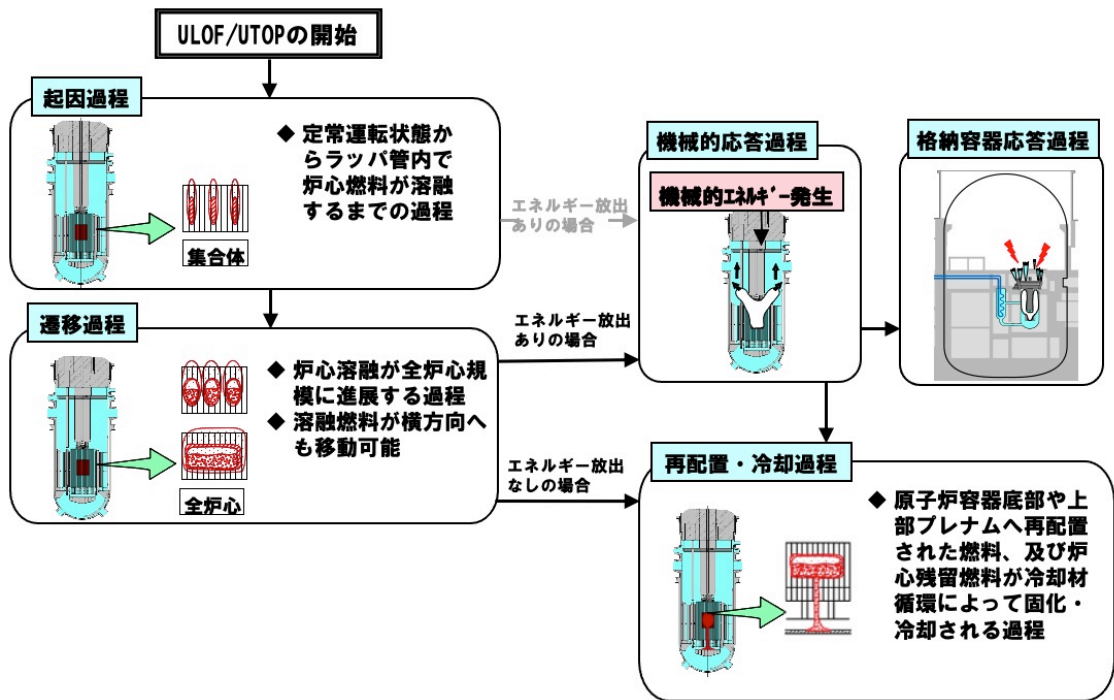 ULOF/UTOPの開始
起因過程
◆ 定常運転状態か
らラッパ管内で
炉心燃料が溶融
するまでの過程
集合体
エネルギー放出
ありの場合
機械的応答過程
機械的ｴﾈﾙｷﾞｰ発生
格納容器応答過程
遷移過程
◆ 炉心溶融が全炉心規
模に進展する過程
◆ 溶融燃料が横方向へ
も移動可能
全炉心
エネルギー放出
ありの場合
エネルギー放出
なしの場合
再配置・冷却過程
◆ 原子炉容器底部や上
部プレナムへ再配置
された燃料、及び炉
心残留燃料が冷却材
循環によって固化・
冷却される過程